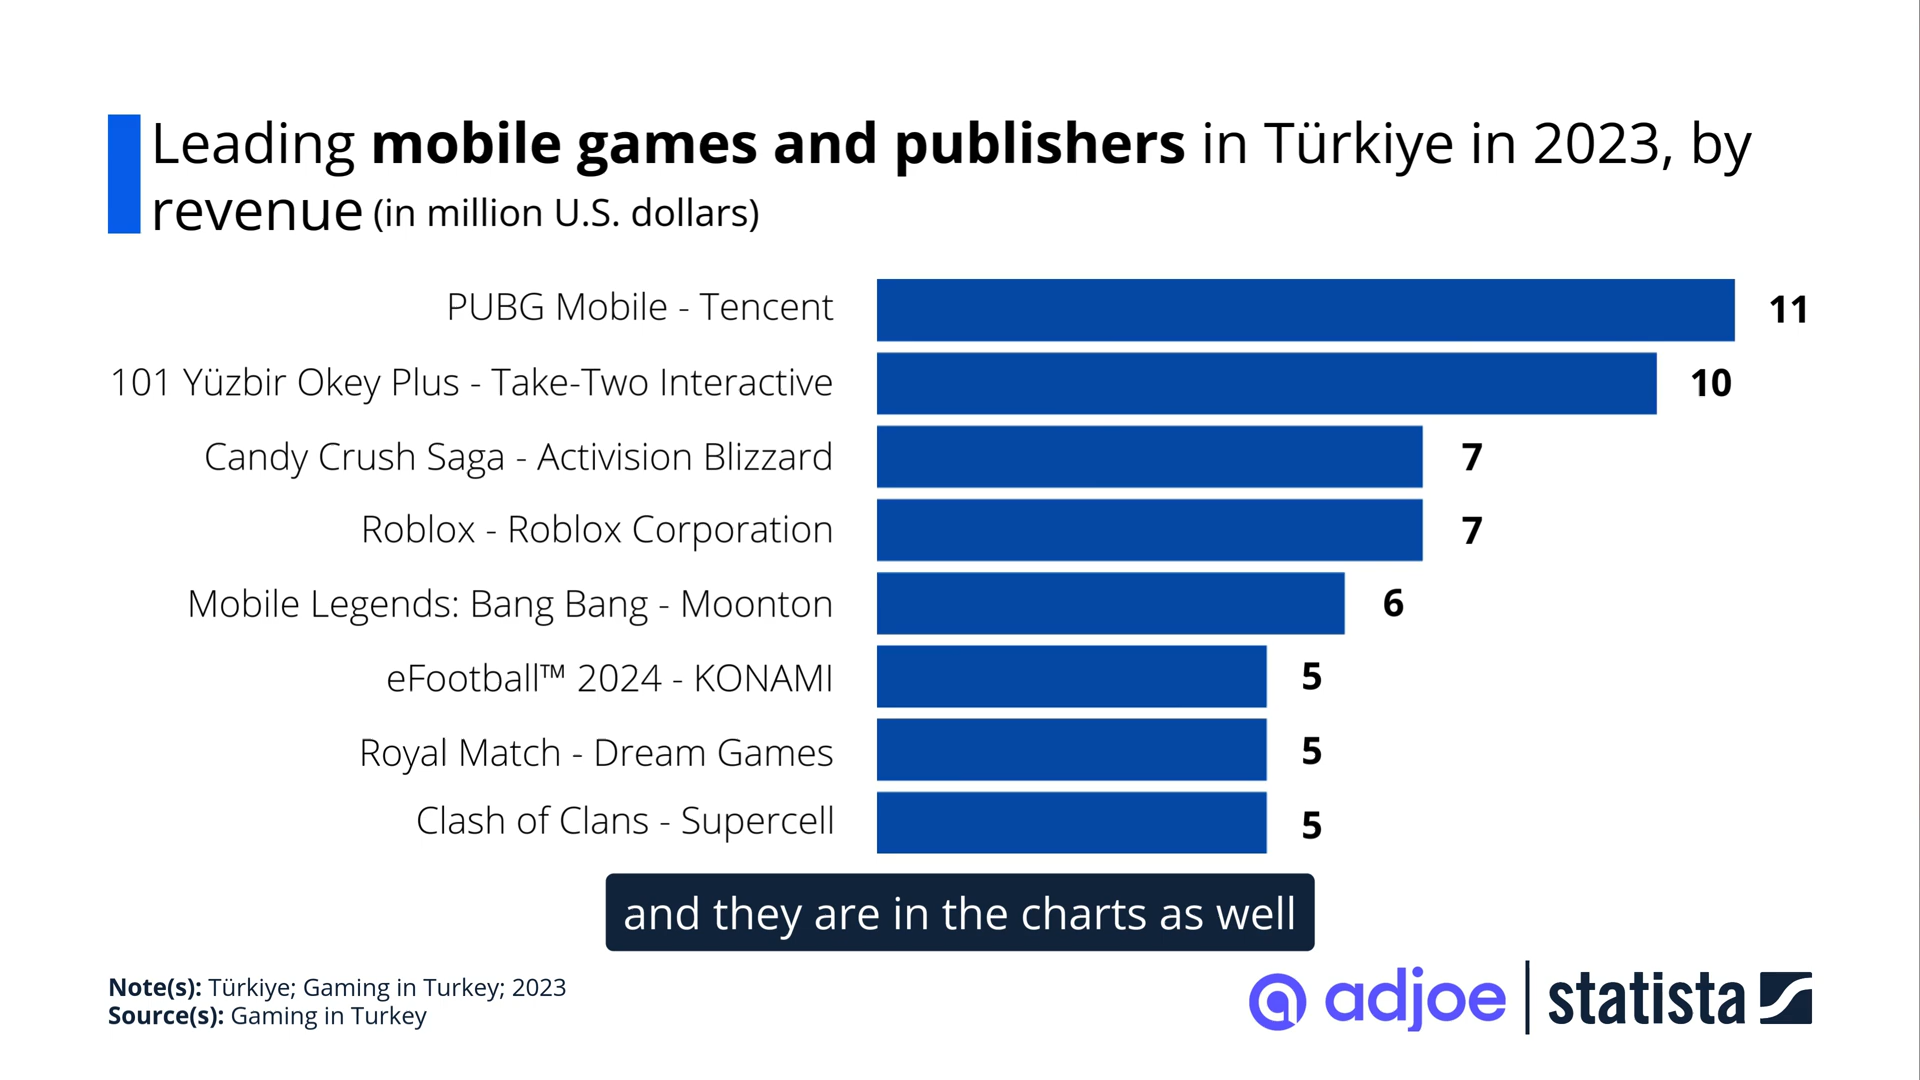 Leading mobile games and publishers in Türkiye in 2023, by
revenue (in million U.S. dollars)
PUBG Mobile - Tencent 11
101 Yüzbir Okey Plus - Take-Two Interactive 10
Candy Crush Saga - Activision Blizzard 7
Roblox - Roblox Corporation 7
Mobile Legends: Bang Bang - Moonton 6
eFootball™ 2024 - KONAMI 5
Royal Match - Dream Games 5
Clash of Clans - Supercell 5
and they are in the charts as well
Note(s): Türkiye; Gaming in Turkey; 2023
Source(s): Gaming in Turkey
adjoe | statista